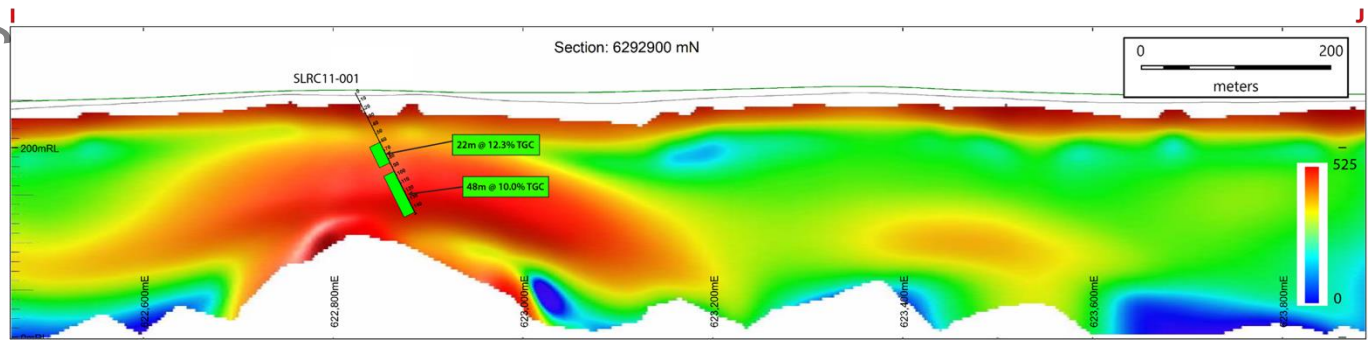 I
J
Section: 6292900 mN
0 200
meters
SLRC11-001
200mRL
22m @ 12.3% TGC
48m @ 10.0% TGC
525
0
622,600mE
622,800mE
623,000mE
623,200mE
623,400mE
623,600mE
623,800mE